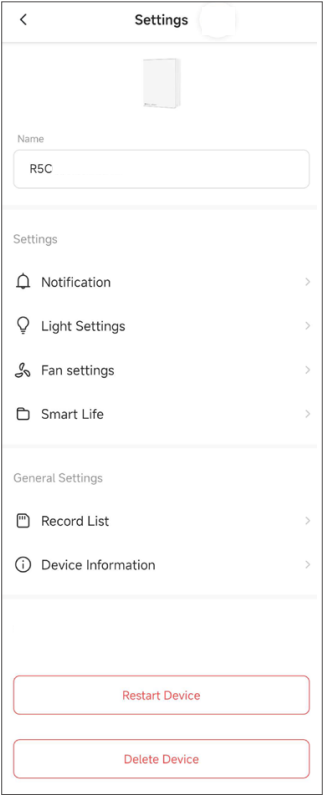 Settings
Name
R5C
Settings
Notification
Light Settings
Fan settings
Smart Life
General Settings
Record List
Device Information
Restart Device
Delete Device